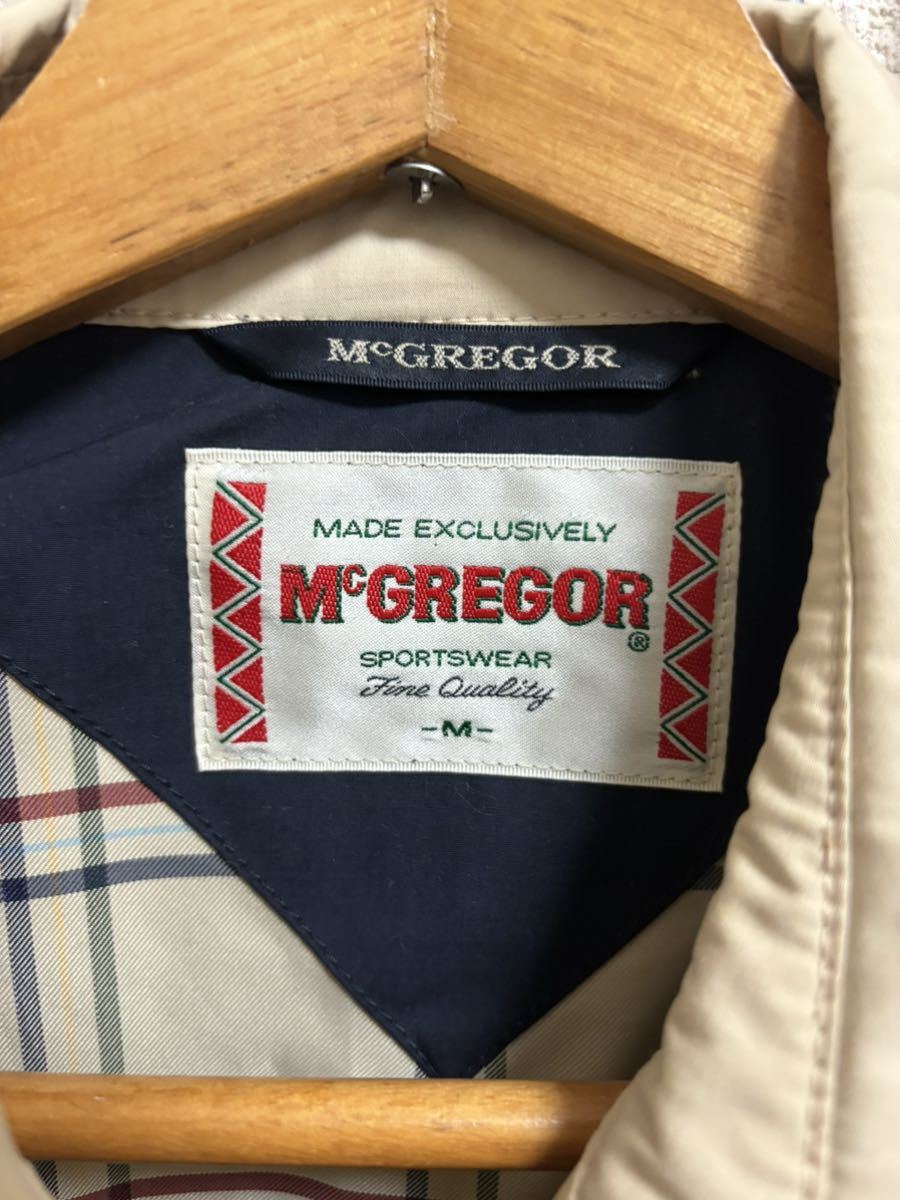 McGREGOR
MADE EXCLUSIVELY
McGREGOR®
SPORTSWEAR
Fine Quality
-M-